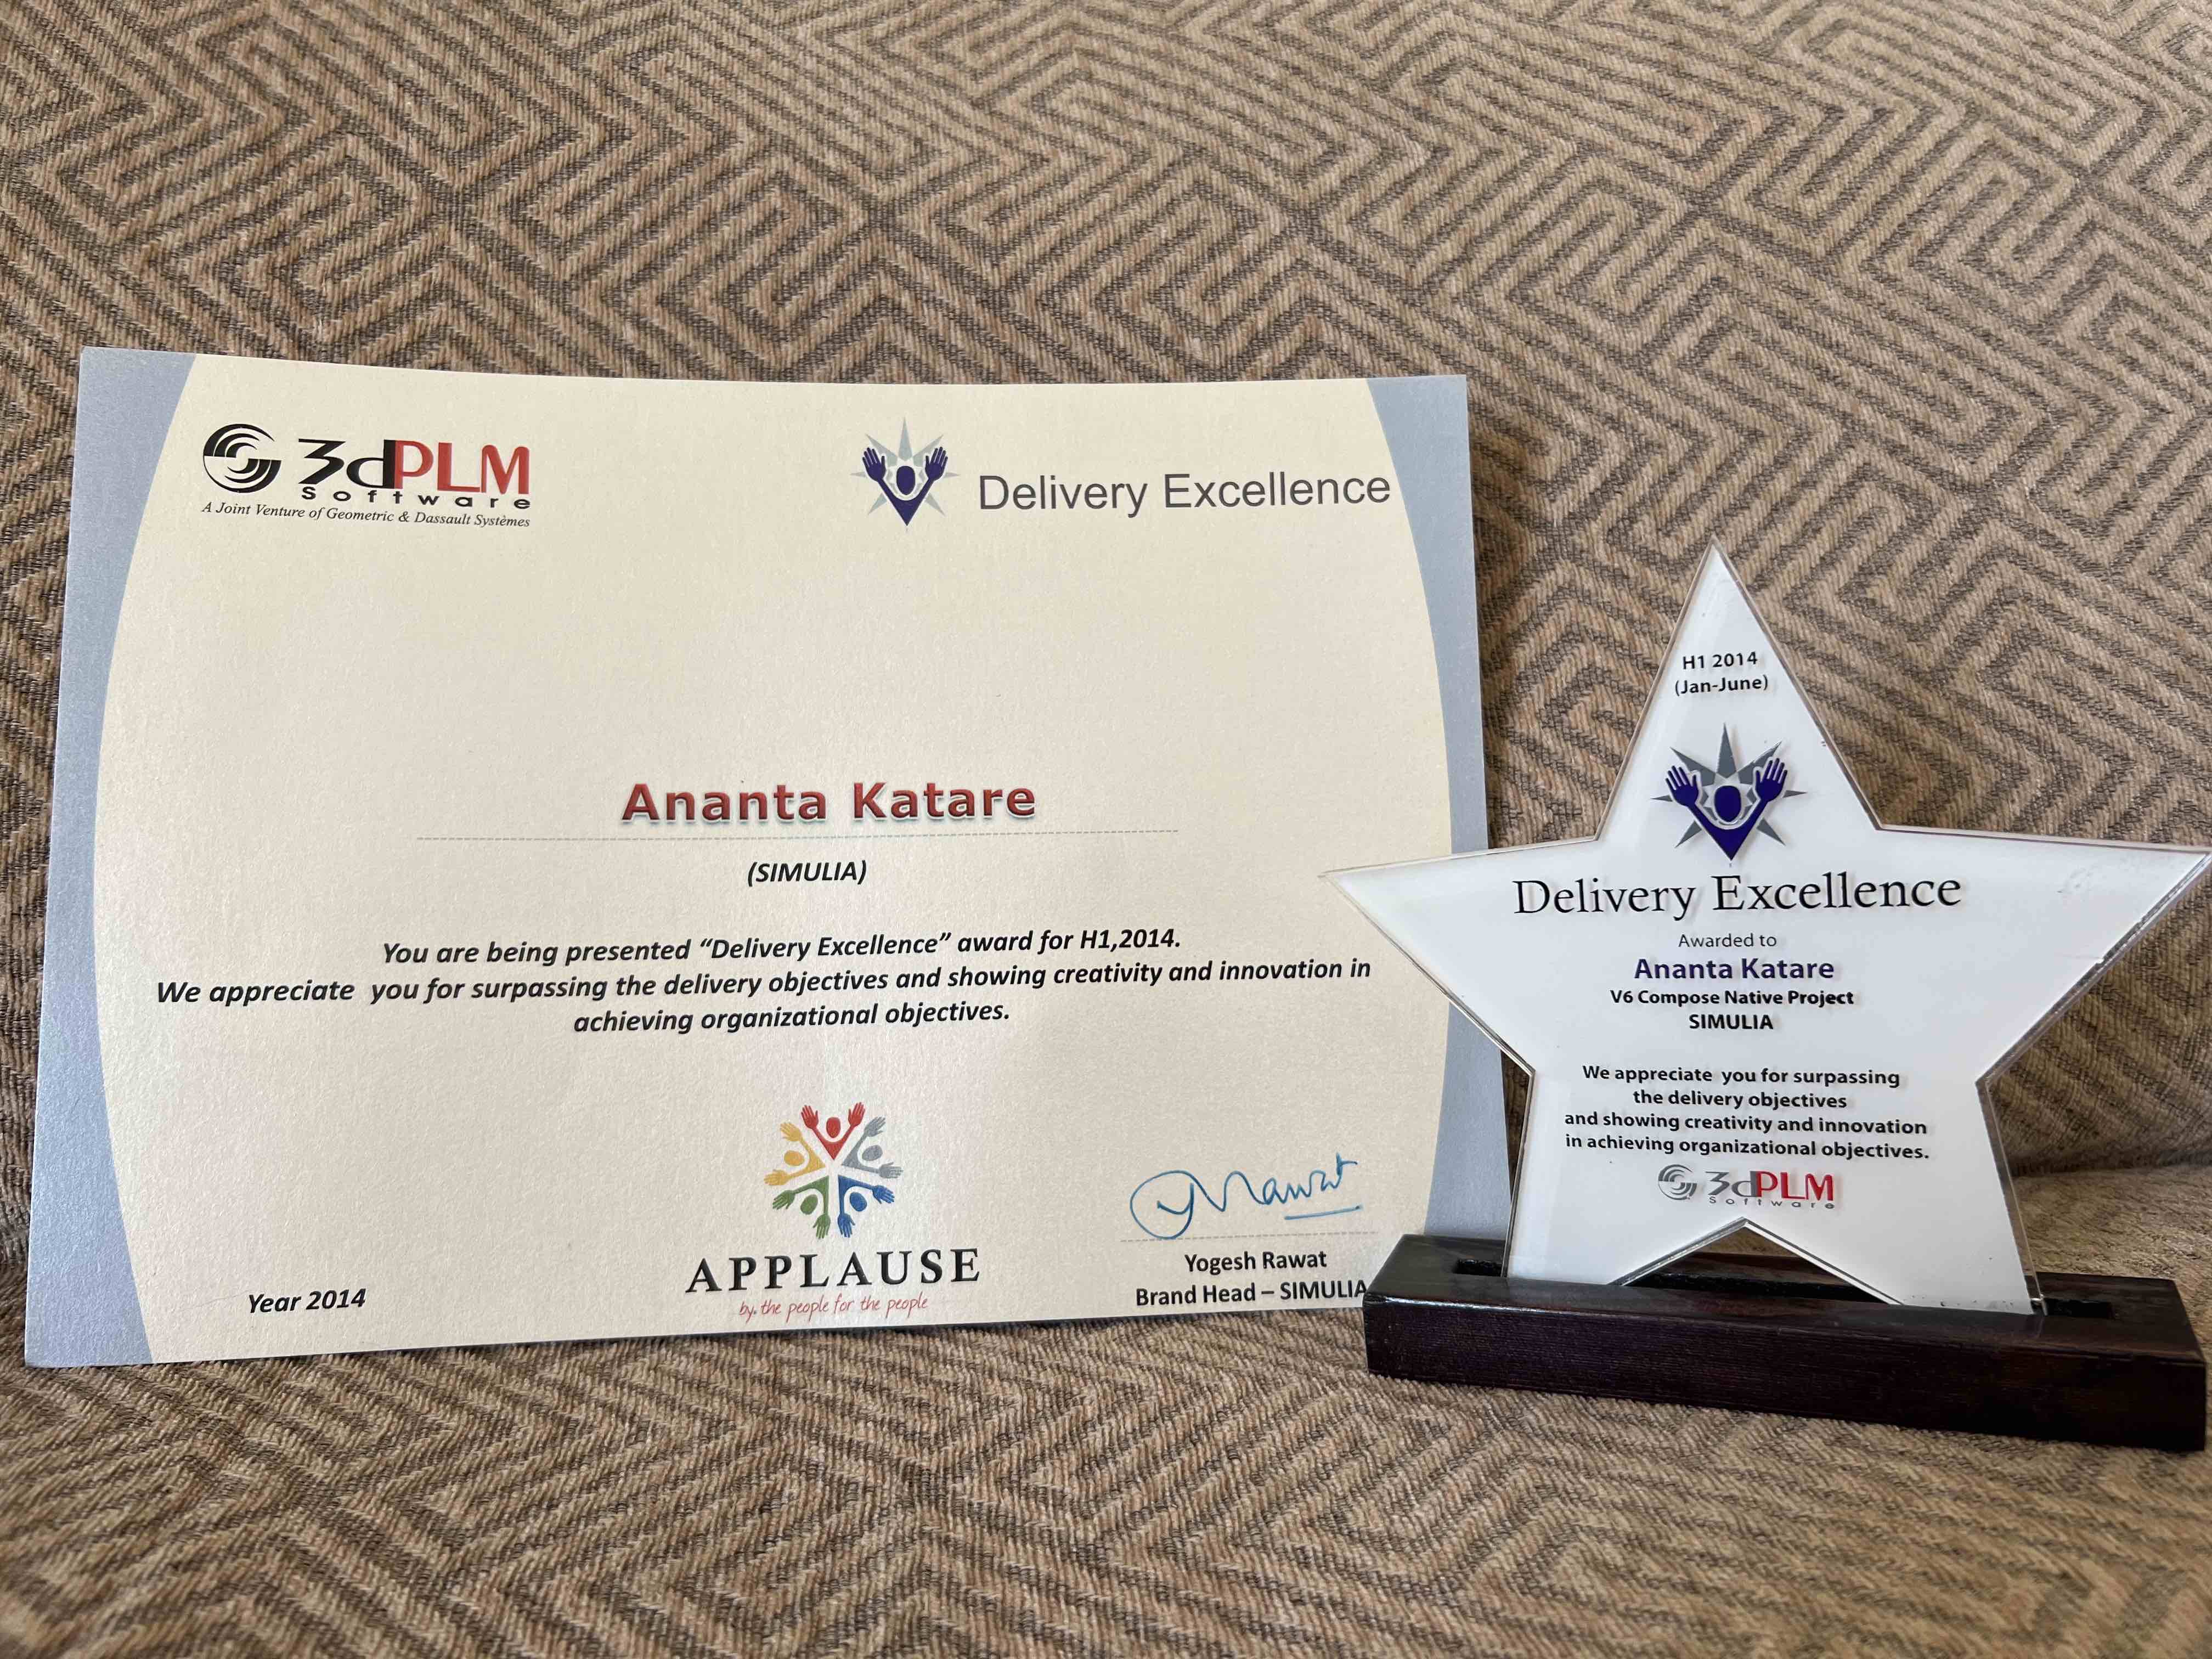 3dPLM
Software
A Joint Venture of Geometric & Dassault Systèmes
Delivery Excellence
Ananta Katare
(SIMULIA)
You are being presented “Delivery Excellence” award for H1,2014.
We appreciate you for surpassing the delivery objectives and showing creativity and innovation in
achieving organizational objectives.
Year 2014
APPLAUSE
by, the people for the people
YRawat
Yogesh Rawat
Brand Head – SIMULIA
H1 2014
(Jan-June)
Delivery Excellence
Awarded to
Ananta Katare
V6 Compose Native Project
SIMULIA
We appreciate you for surpassing
the delivery objectives
and showing creativity and innovation
in achieving organizational objectives.
3dPLM
Software